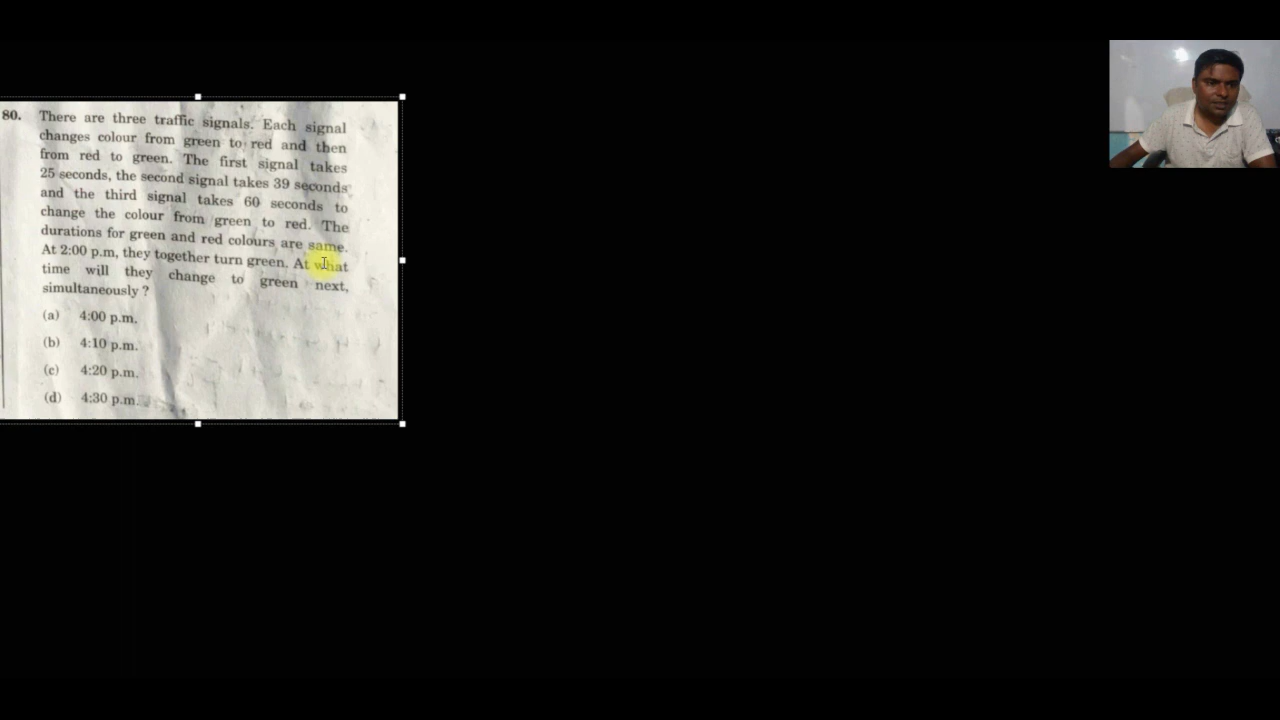 80. There are three traffic signals. Each signal
changes colour from green to red and then
from red to green. The first signal takes
25 seconds, the second signal takes 39 seconds
and the third signal takes 60 seconds to
change the colour from green to red. The
durations for green and red colours are same.
At 2:00 p.m, they together turn green. At what
time will they change to green next,
simultaneously ?
(a) 4:00 p.m.
(b) 4:10 p.m.
(c) 4:20 p.m.
(d) 4:30 p.m.